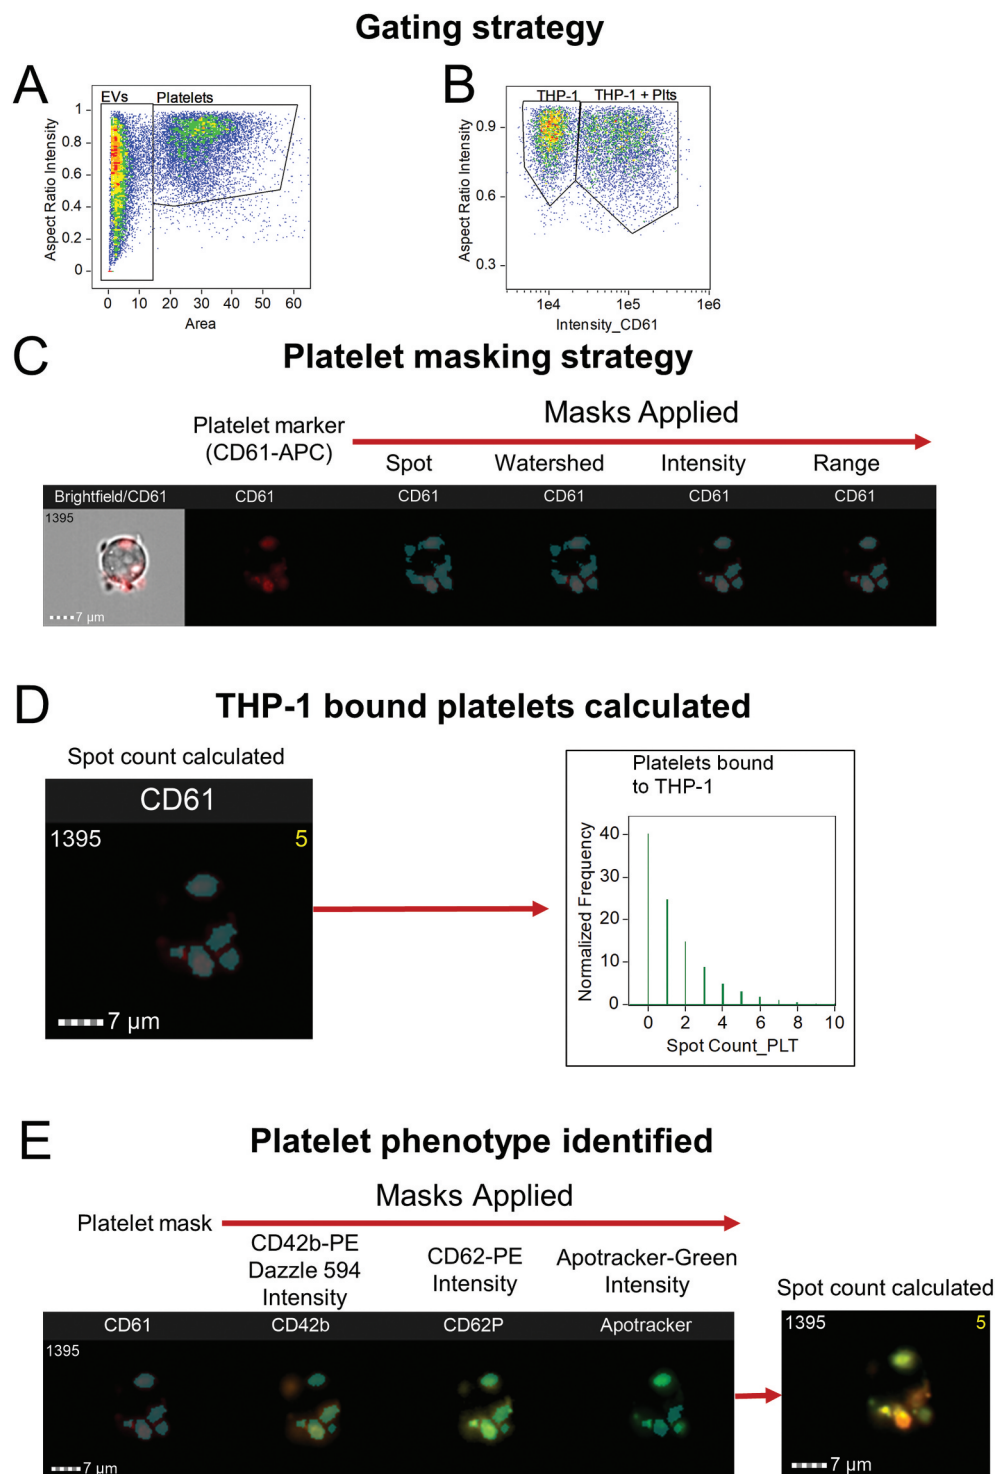 Gating strategy
A
EVs
Platelets
Aspect Ratio Intensity
1
0.8
0.6
0.4
0.2
0
0 10 20 30 40 50 60
Area
B
THP-1
THP-1 + Plts
Aspect Ratio Intensity
0.9
0.6
0.3
1e4 1e5 1e6
Intensity_CD61
C
Platelet masking strategy
Platelet marker
(CD61-APC)
Masks Applied
Spot
Watershed
Intensity
Range
Brightfield/CD61
CD61
CD61
CD61
CD61
CD61
1395
7 µm
D
THP-1 bound platelets calculated
Spot count calculated
CD61
1395
5
7 µm
Platelets bound
to THP-1
Normalized Frequency
40
30
20
10
0
0 2 4 6 8 10
Spot Count_PLT
E
Platelet phenotype identified
Masks Applied
Platelet mask
CD42b-PE
Dazzle 594
Intensity
CD62-PE
Intensity
Apotracker-Green
Intensity
Spot count calculated
CD61
CD42b
CD62P
Apotracker
1395
7 µm
1395
5
7 µm